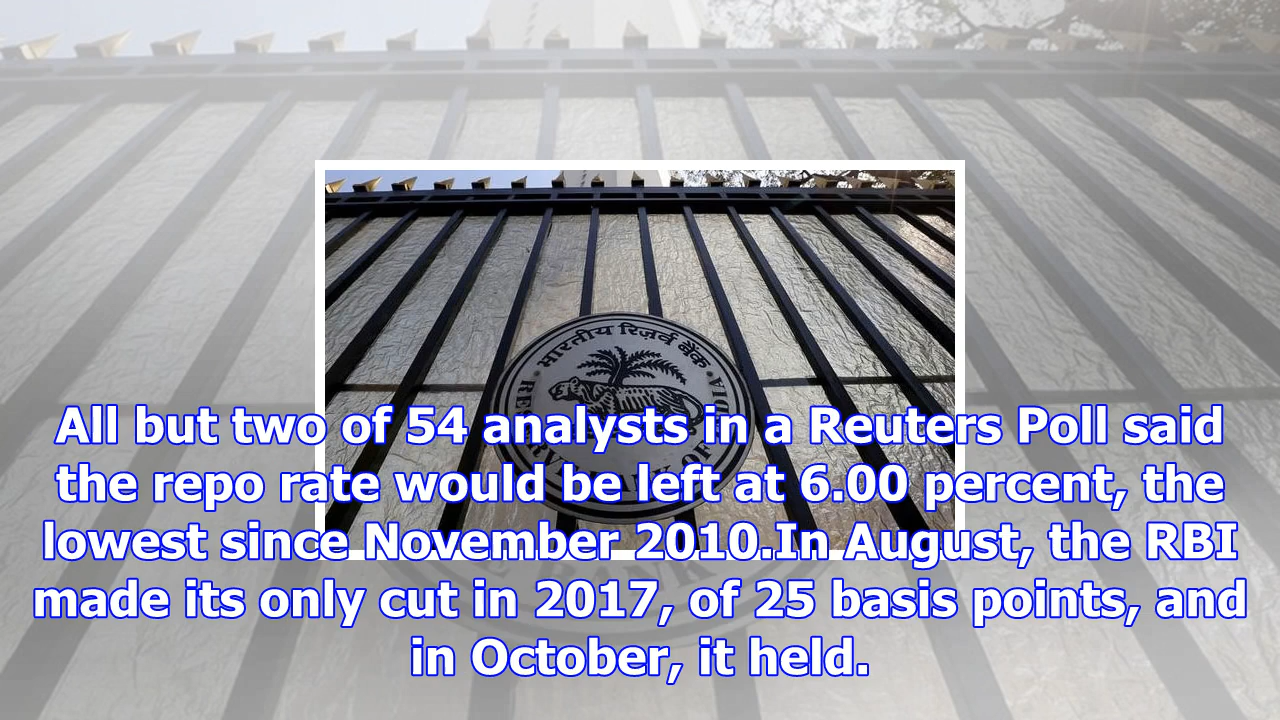 भारतीय रिज़र्व बैंक
All but two of 54 analysts in a Reuters Poll said
the repo rate would be left at 6.00 percent, the
lowest since November 2010.In August, the RBI
made its only cut in 2017, of 25 basis points, and
in October, it held.